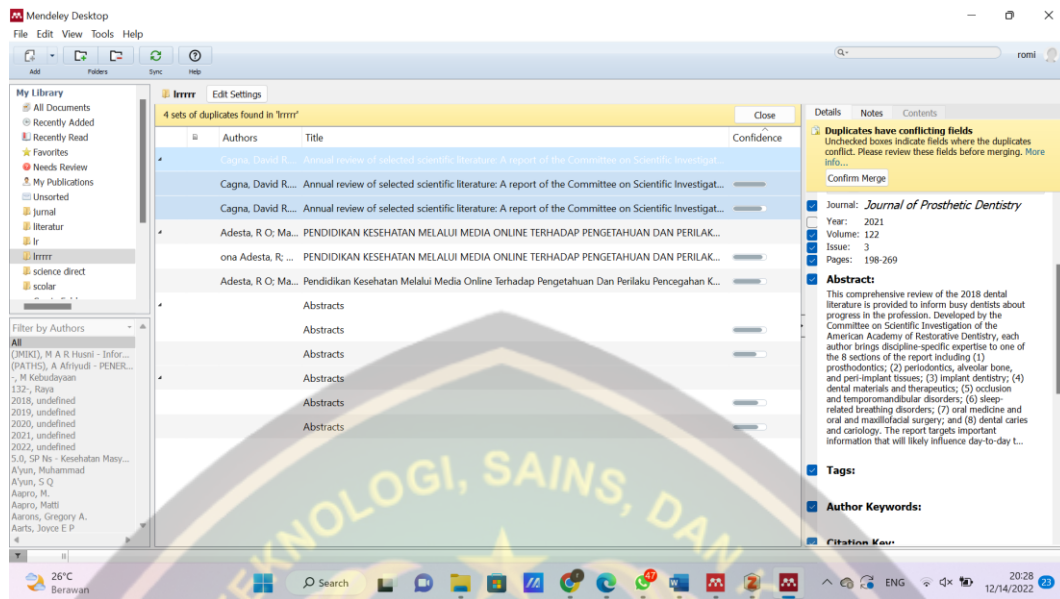 Mendeley Desktop
File Edit View Tools Help
Add Folders Sync Help
romi
My Library
All Documents
Recently Added
Recently Read
Favorites
Needs Review
My Publications
Unsorted
Jurnal
literatur
lr
lrrrrr
science direct
scolar
Filter by Authors
All
(JMIKI), M A R Husni - Infor...
(PATHS), A Afriyudi - PENER...
-, M Kebudayaan
132-, Raya
2018, undefined
2019, undefined
2020, undefined
2021, undefined
2022, undefined
5.0, SP Ns - Kesehatan Masy...
A'yun, Muhammad
A'yun, S Q
Aapro, M.
Aapro, Matti
Aarons, Gregory A.
Aarts, Joyce E P
lrrrrr Edit Settings
4 sets of duplicates found in 'lrrrrr' Close
Authors Title Confidence
Cagna, David R... Annual review of selected scientific literature: A report of the Committee on Scientific Investigat...
Cagna, David R.... Annual review of selected scientific literature: A report of the Committee on Scientific Investigat...
Cagna, David R.... Annual review of selected scientific literature: A report of the Committee on Scientific Investigat...
Adesta, R O; Ma... PENDIDIKAN KESEHATAN MELALUI MEDIA ONLINE TERHADAP PENGETAHUAN DAN PERILAK...
ona Adesta, R; ... PENDIDIKAN KESEHATAN MELALUI MEDIA ONLINE TERHADAP PENGETAHUAN DAN PERILAK...
Adesta, R O; Ma... Pendidikan Kesehatan Melalui Media Online Terhadap Pengetahuan Dan Perilaku Pencegahan K...
Abstracts
Abstracts
Abstracts
Abstracts
Abstracts
Abstracts
Details Notes Contents
Duplicates have conflicting fields
Unchecked boxes indicate fields where the duplicates
conflict. Please review these fields before merging. More
info...
Confirm Merge
Journal: Journal of Prosthetic Dentistry
Year: 2021
Volume: 122
Issue: 3
Pages: 198-269
Abstract:
This comprehensive review of the 2018 dental
literature is provided to inform busy dentists about
progress in the profession. Developed by the
Committee on Scientific Investigation of the
American Academy of Restorative Dentistry, each
author brings discipline-specific expertise to one of
the 8 sections of the report including (1)
prosthodontics; (2) periodontics, alveolar bone,
and peri-implant tissues; (3) implant dentistry; (4)
dental materials and therapeutics; (5) occlusion
and temporomandibular disorders; (6) sleep-
related breathing disorders; (7) oral medicine and
oral and maxillofacial surgery; and (8) dental caries
and cariology. The report targets important
information that will likely influence day-to-day t...
Tags:
Author Keywords:
Citation Key:
NOLOGI, SAINS, DA
26°C
Berawan
Search
47
ENG
20:28
12/14/2022
23